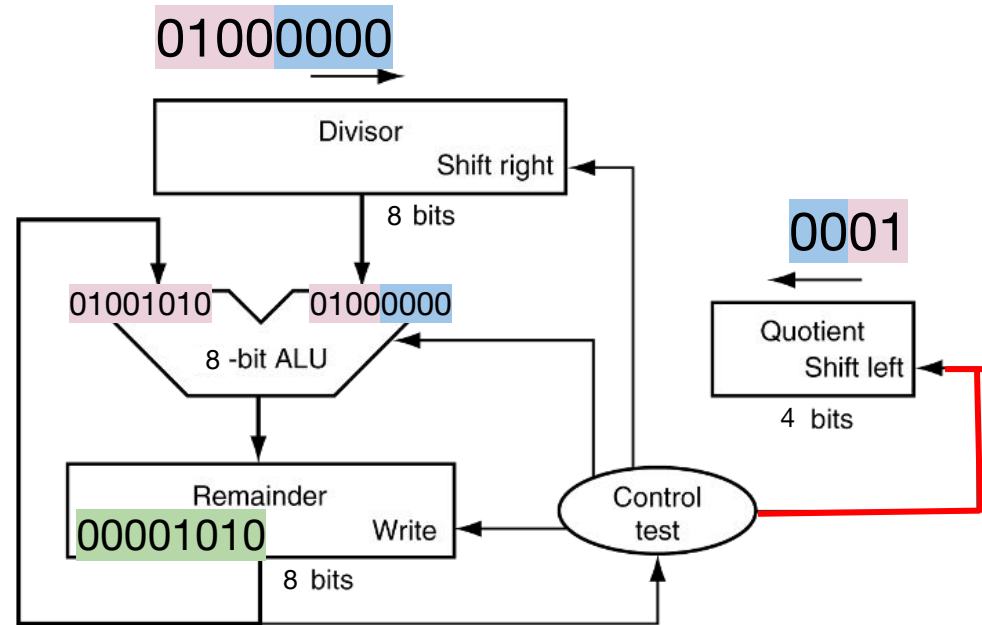 01000000
Divisor
Shift right
8 bits
0001
01001010
01000000
8 -bit ALU
Quotient
Shift left
4 bits
Remainder
00001010
Write
8 bits
Control
test